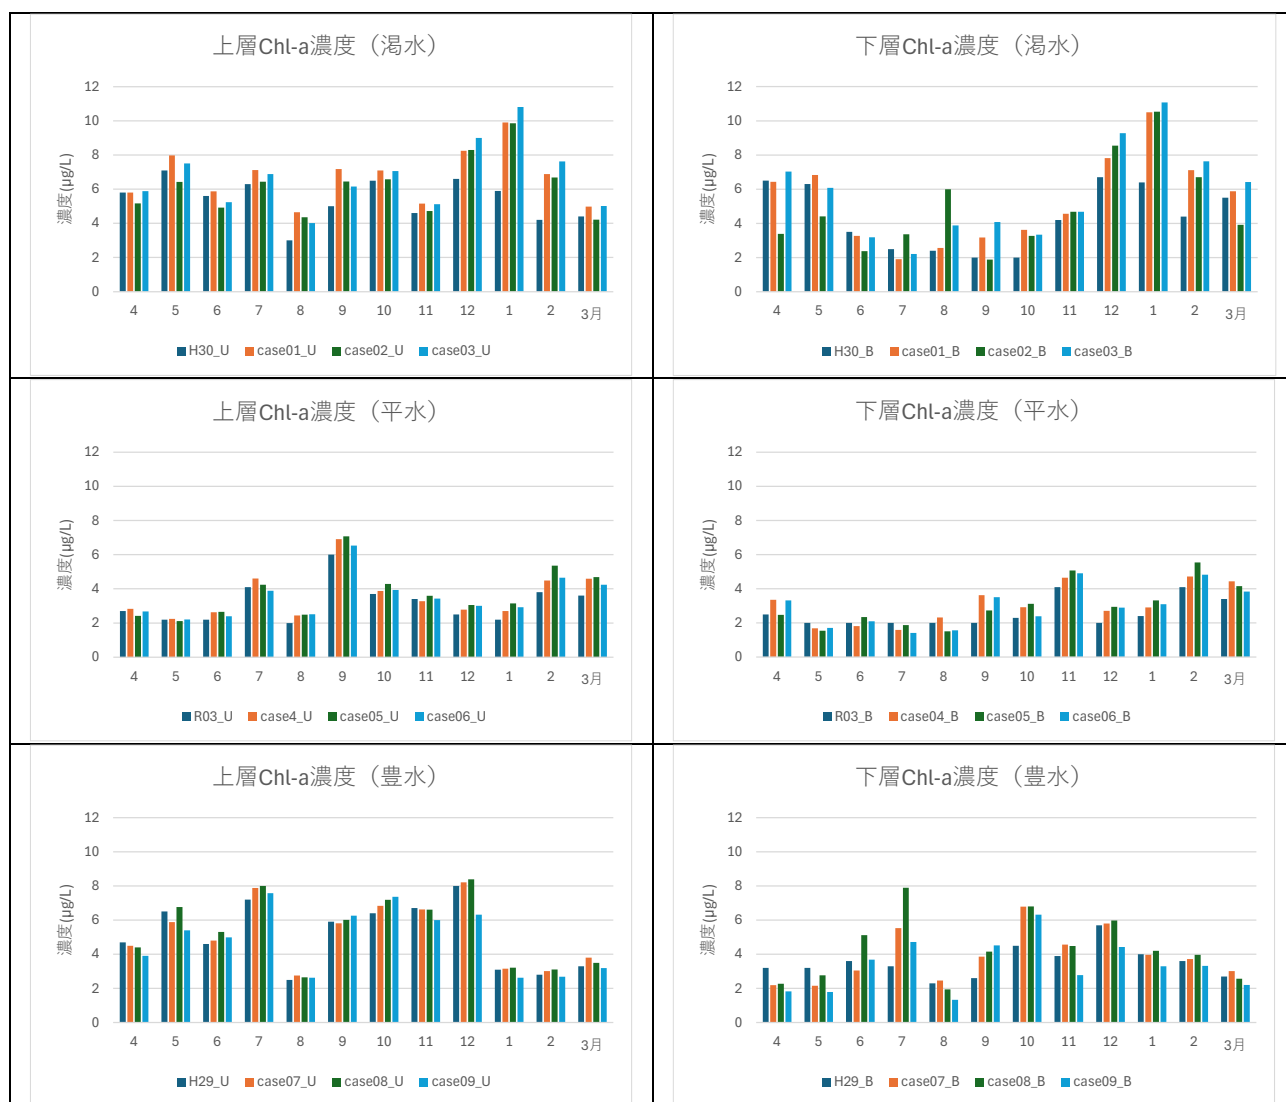 上層Chl-a濃度（渇水）
濃度(μg/L)
12
10
8
6
4
2
0
4 5 6 7 8 9 10 11 12 1 2 3月
H30_U case01_U case02_U case03_U
下層Chl-a濃度（渇水）
濃度(μg/L)
12
10
8
6
4
2
0
4 5 6 7 8 9 10 11 12 1 2 3月
H30_B case01_B case02_B case03_B
上層Chl-a濃度（平水）
濃度(μg/L)
12
10
8
6
4
2
0
4 5 6 7 8 9 10 11 12 1 2 3月
R03_U case4_U case05_U case06_U
下層Chl-a濃度（平水）
濃度(μg/L)
12
10
8
6
4
2
0
4 5 6 7 8 9 10 11 12 1 2 3月
R03_B case04_B case05_B case06_B
上層Chl-a濃度（豊水）
濃度(μg/L)
12
10
8
6
4
2
0
4 5 6 7 8 9 10 11 12 1 2 3月
H29_U case07_U case08_U case09_U
下層Chl-a濃度（豊水）
濃度(μg/L)
12
10
8
6
4
2
0
4 5 6 7 8 9 10 11 12 1 2 3月
H29_B case07_B case08_B case09_B